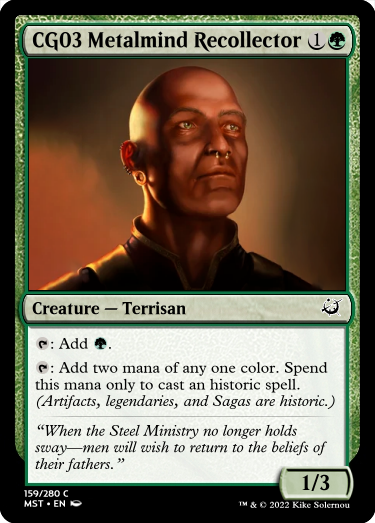 CG03 Metalmind Recollector 1
Creature — Terrisan
: Add .
: Add two mana of any one color. Spend
this mana only to cast an historic spell.
(Artifacts, legendaries, and Sagas are historic.)
“When the Steel Ministry no longer holds
sway—men will wish to return to the beliefs of
their fathers.”
1/3
159/280 C
MST • EN
™ & © 2022 Kike Solernou